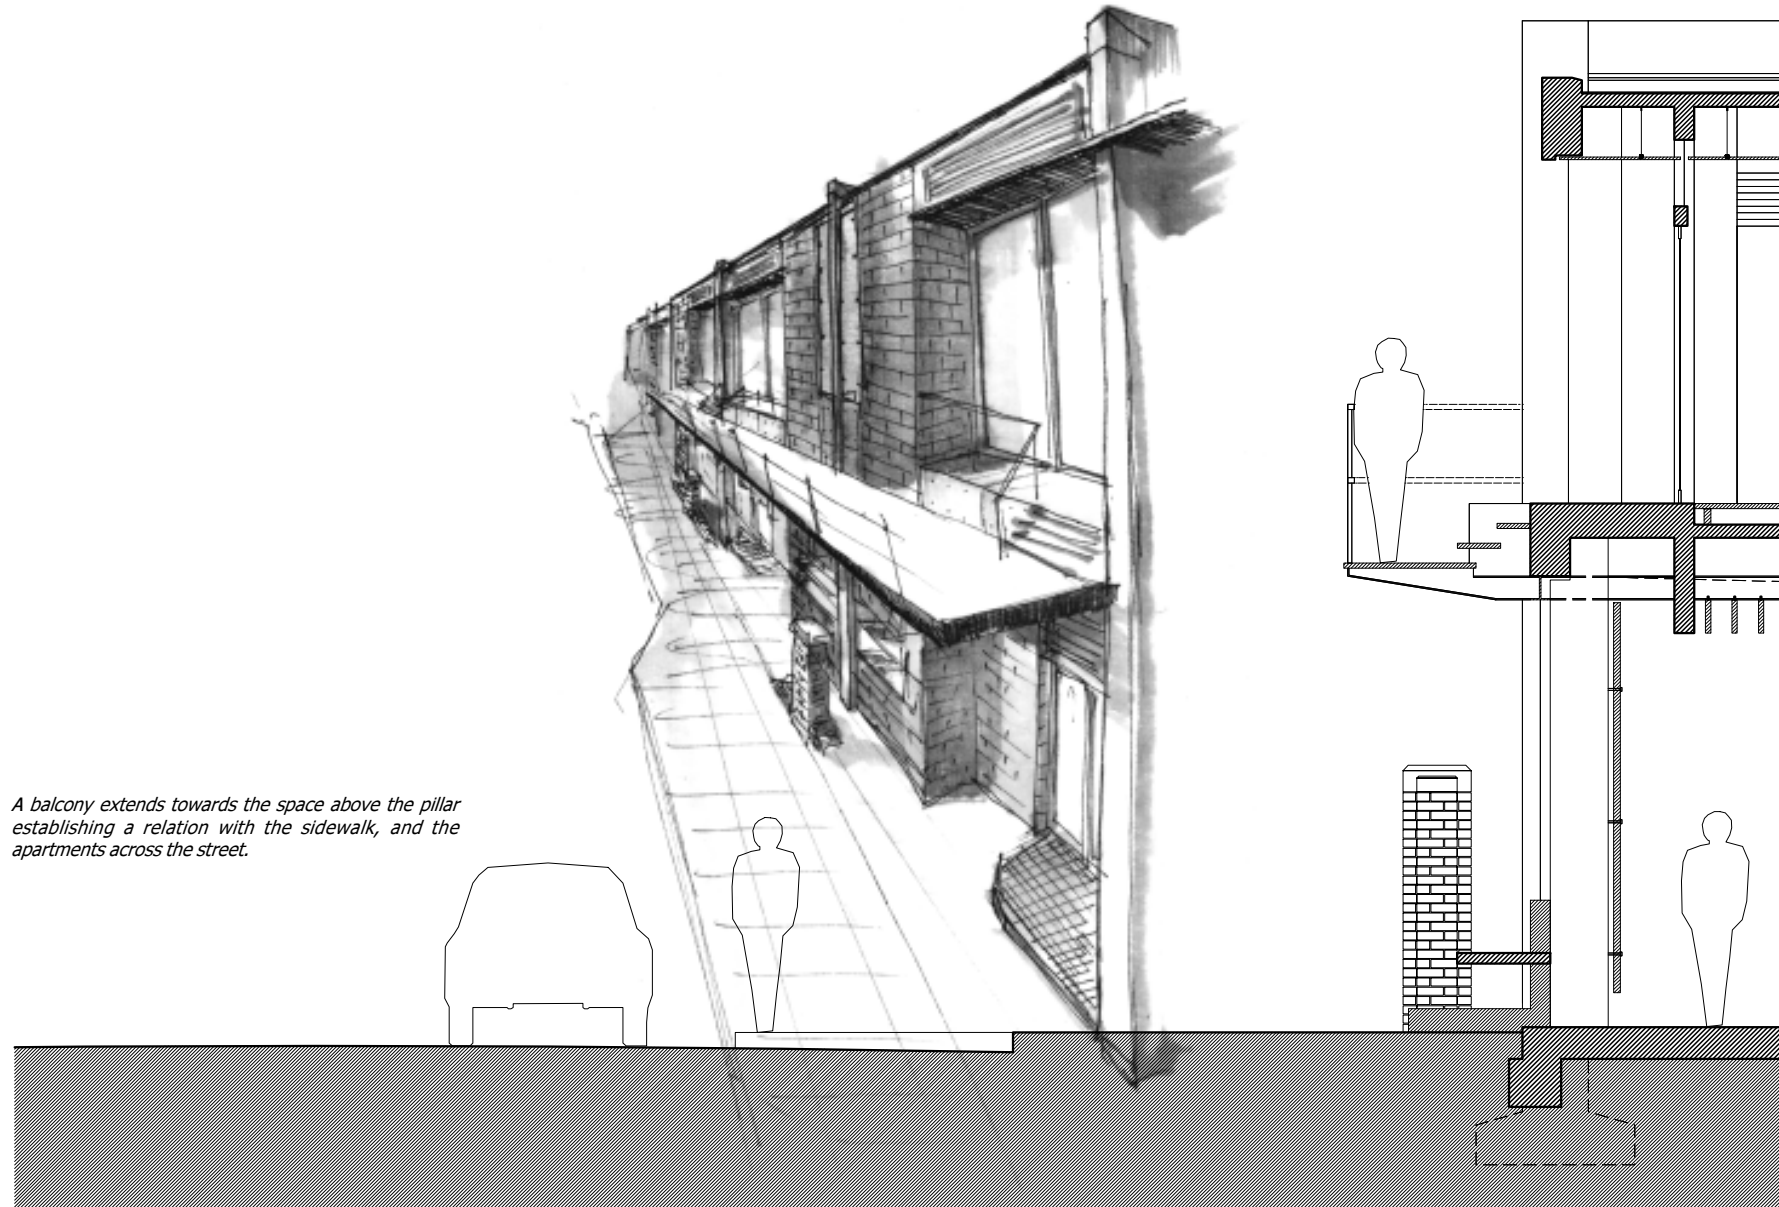 A balcony extends towards the space above the pillar
establishing a relation with the sidewalk, and the
apartments across the street.